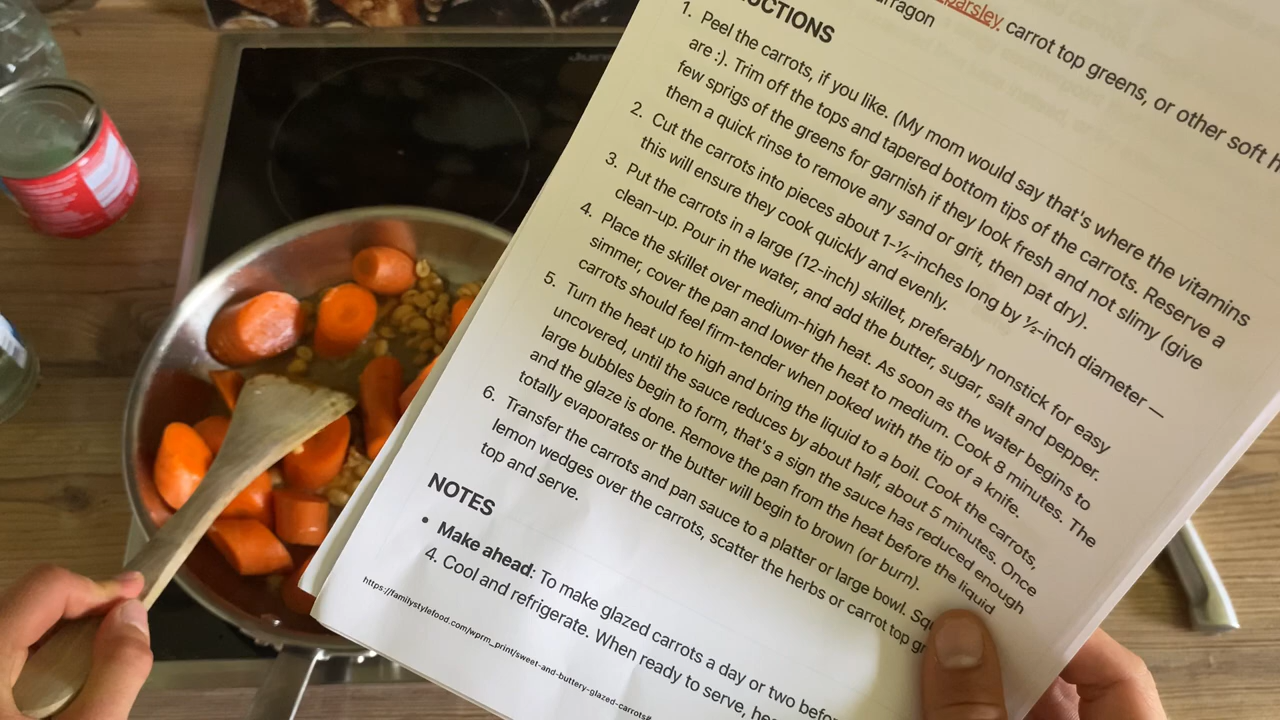 parsley, carrot top greens, or other soft h
rragon
UCTIONS
1. Peel the carrots, if you like. (My mom would say that's where the vitamins
are :). Trim off the tops and tapered bottom tips of the carrots. Reserve a
few sprigs of the greens for garnish if they look fresh and not slimy (give
them a quick rinse to remove any sand or grit, then pat dry).
2. Cut the carrots into pieces about 1-½-inches long by ½-inch diameter —
this will ensure they cook quickly and evenly.
3. Put the carrots in a large (12-inch) skillet, preferably nonstick for easy
clean-up. Pour in the water, and add the butter, sugar, salt and pepper.
4. Place the skillet over medium-high heat. As soon as the water begins to
simmer, cover the pan and lower the heat to medium. Cook 8 minutes. The
carrots should feel firm-tender when poked with the tip of a knife.
5. Turn the heat up to high and bring the liquid to a boil. Cook the carrots,
uncovered, until the sauce reduces by about half, about 5 minutes. Once
large bubbles begin to form, that's a sign the sauce has reduced enough
and the glaze is done. Remove the pan from the heat before the liquid
totally evaporates or the butter will begin to brown (or burn).
6. Transfer the carrots and pan sauce to a platter or large bowl. Squ
lemon wedges over the carrots, scatter the herbs or carrot top gr
top and serve.
NOTES
• Make ahead: To make glazed carrots a day or two befor
4. Cool and refrigerate. When ready to serve, hea
https://familystylefood.com/wprm_print/sweet-and-buttery-glazed-carrots#